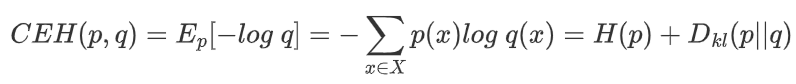 CEH(p, q) = E_p[−log q] = − ∑_{x∈X} p(x)log q(x) = H(p) + D_{kl}(p||q)